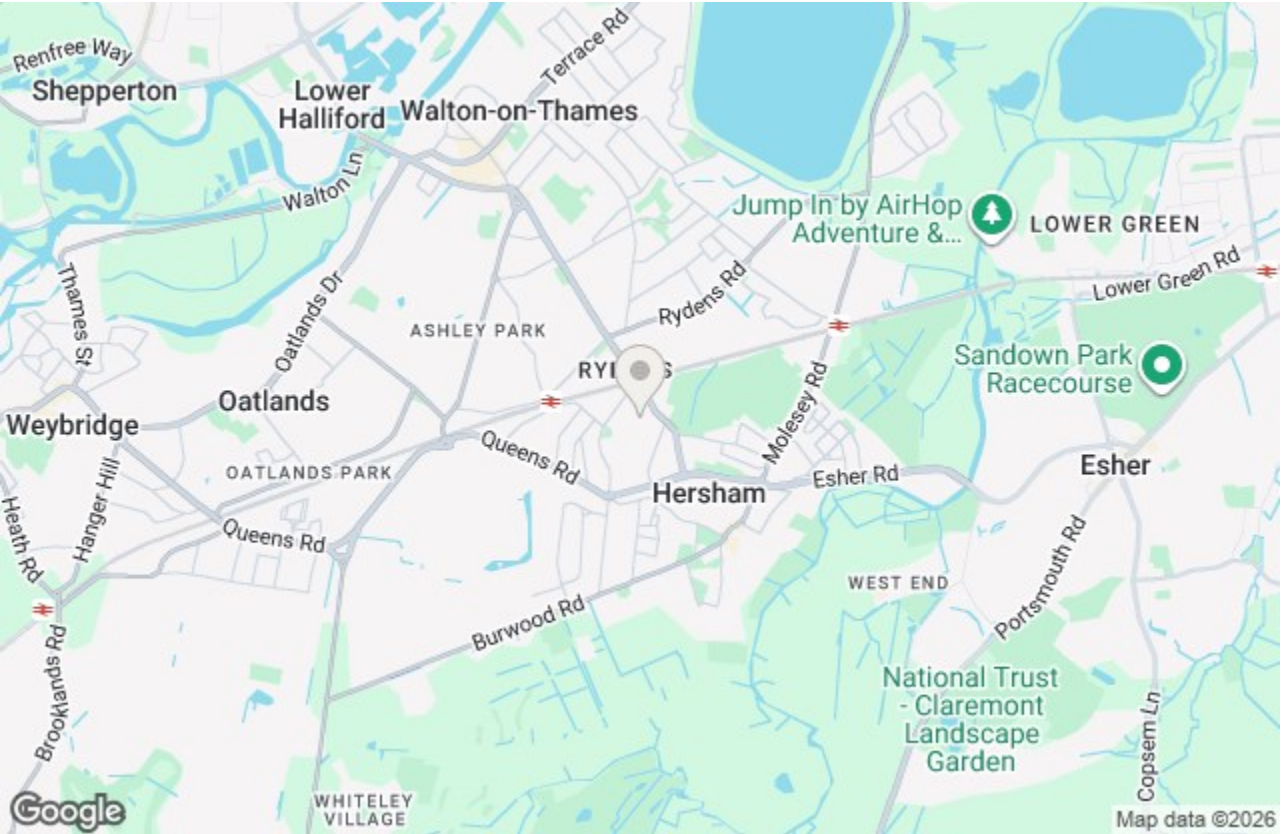 Renfree Way
Terrace Rd
Shepperton
Lower
Halliford
Walton-on-Thames
Walton Ln
Jump In by AirHop
Adventure &...
LOWER GREEN
Thames St
Oatlands Dr
Rydens Rd
Lower Green Rd
ASHLEY PARK
Sandown Park
Racecourse
Oatlands
Weybridge
Molesey Rd
Queens Rd
OATLANDS PARK
Hanger Hill
Hersham
Esher Rd
Esher
Heath Rd
Queens Rd
Portsmouth Rd
WEST END
Burwood Rd
Brooklands Rd
National Trust
- Claremont
Landscape
Garden
Copsem Ln
WHITELEY
VILLAGE
Google
Map data ©2026